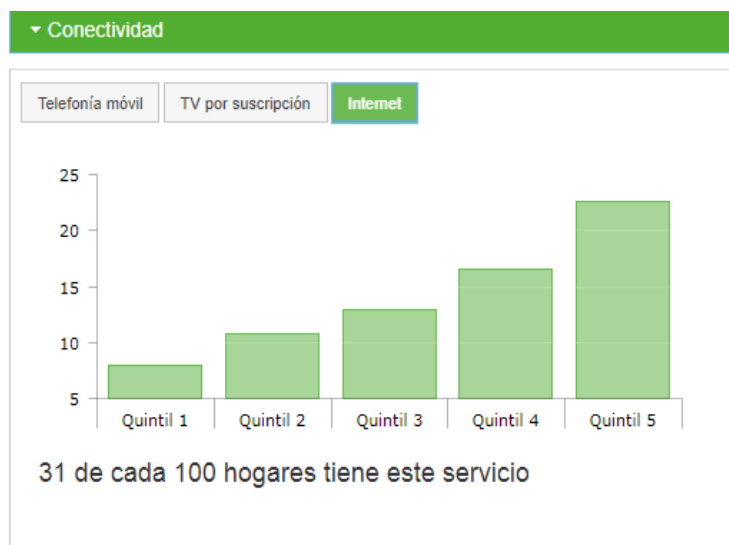 Conectividad
Telefonía móvil TV por suscripción Internet
25
20
15
10
5
Quintil 1 Quintil 2 Quintil 3 Quintil 4 Quintil 5
31 de cada 100 hogares tiene este servicio